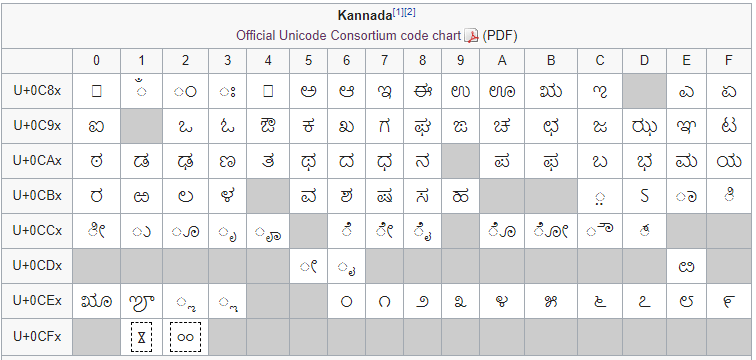 Kannada[1][2]
Official Unicode Consortium code chart (PDF)
0 1 2 3 4 5 6 7 8 9 A B C D E F
U+0C8x ಁ ಂ ಃ ಅ ಆ ಇ ಈ ಉ ಊ ಋ ಌ ಎ ಏ
U+0C9x ಐ ಒ ಓ ಔ ಕ ಖ ಗ ಘ ಙ ಚ ಛ ಜ ಝ ಞ ಟ
U+0CAx ಠ ಡ ಢ ಣ ತ ಥ ದ ಧ ನ ಪ ಫ ಬ ಭ ಮ ಯ
U+0CBx ರ ಱ ಲ ಳ ವ ಶ ಷ ಸ ಹ ಼ ಽ ಾ ಿ
U+0CCx ೀ ು ೂ ೃ ೄ ೆ ೇ ೈ ೊ ೋ ೌ ್
U+0CDx ೕ ೖ ೞ
U+0CEx ೠ ೡ ೢ ೣ ೦ ೧ ೨ ೩ ೪ ೫ ೬ ೭ ೮ ೯
U+0CFx ೱ ೲ